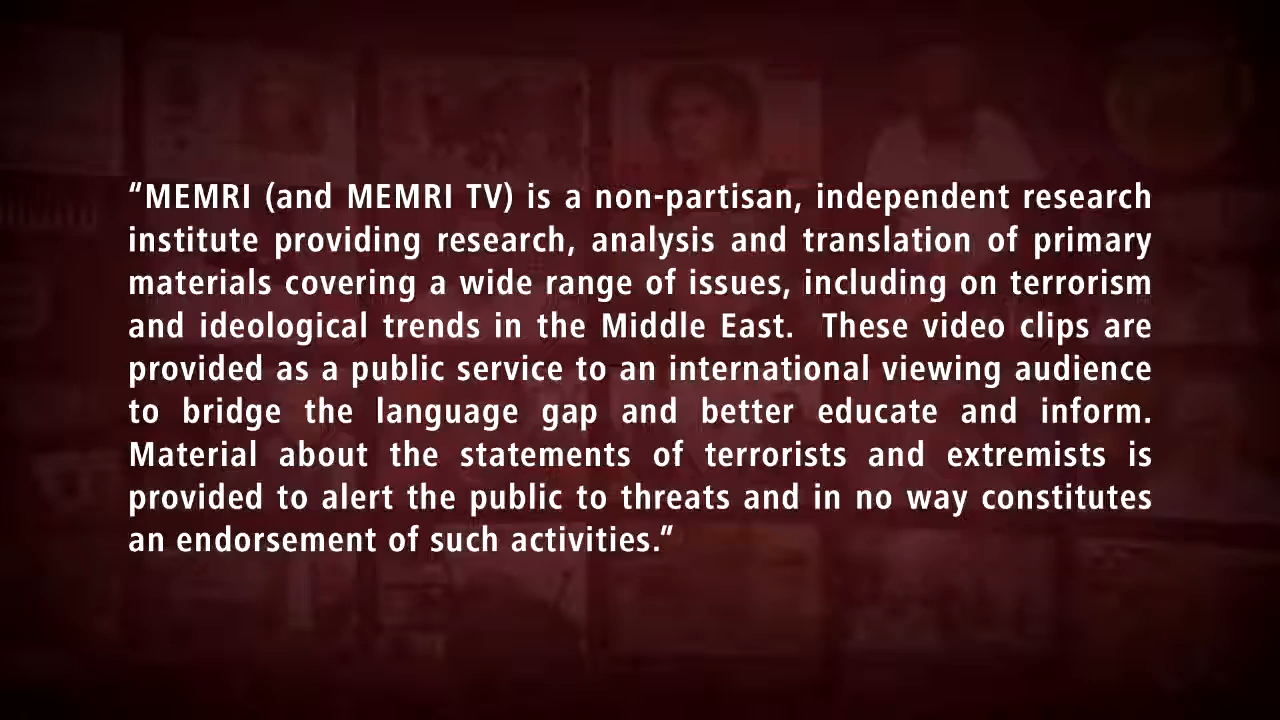 “MEMRI (and MEMRI TV) is a non-partisan, independent research
institute providing research, analysis and translation of primary
materials covering a wide range of issues, including on terrorism
and ideological trends in the Middle East.  These video clips are
provided as a public service to an international viewing audience
to bridge the language gap and better educate and inform.
Material about the statements of terrorists and extremists is
provided to alert the public to threats and in no way constitutes
an endorsement of such activities.”